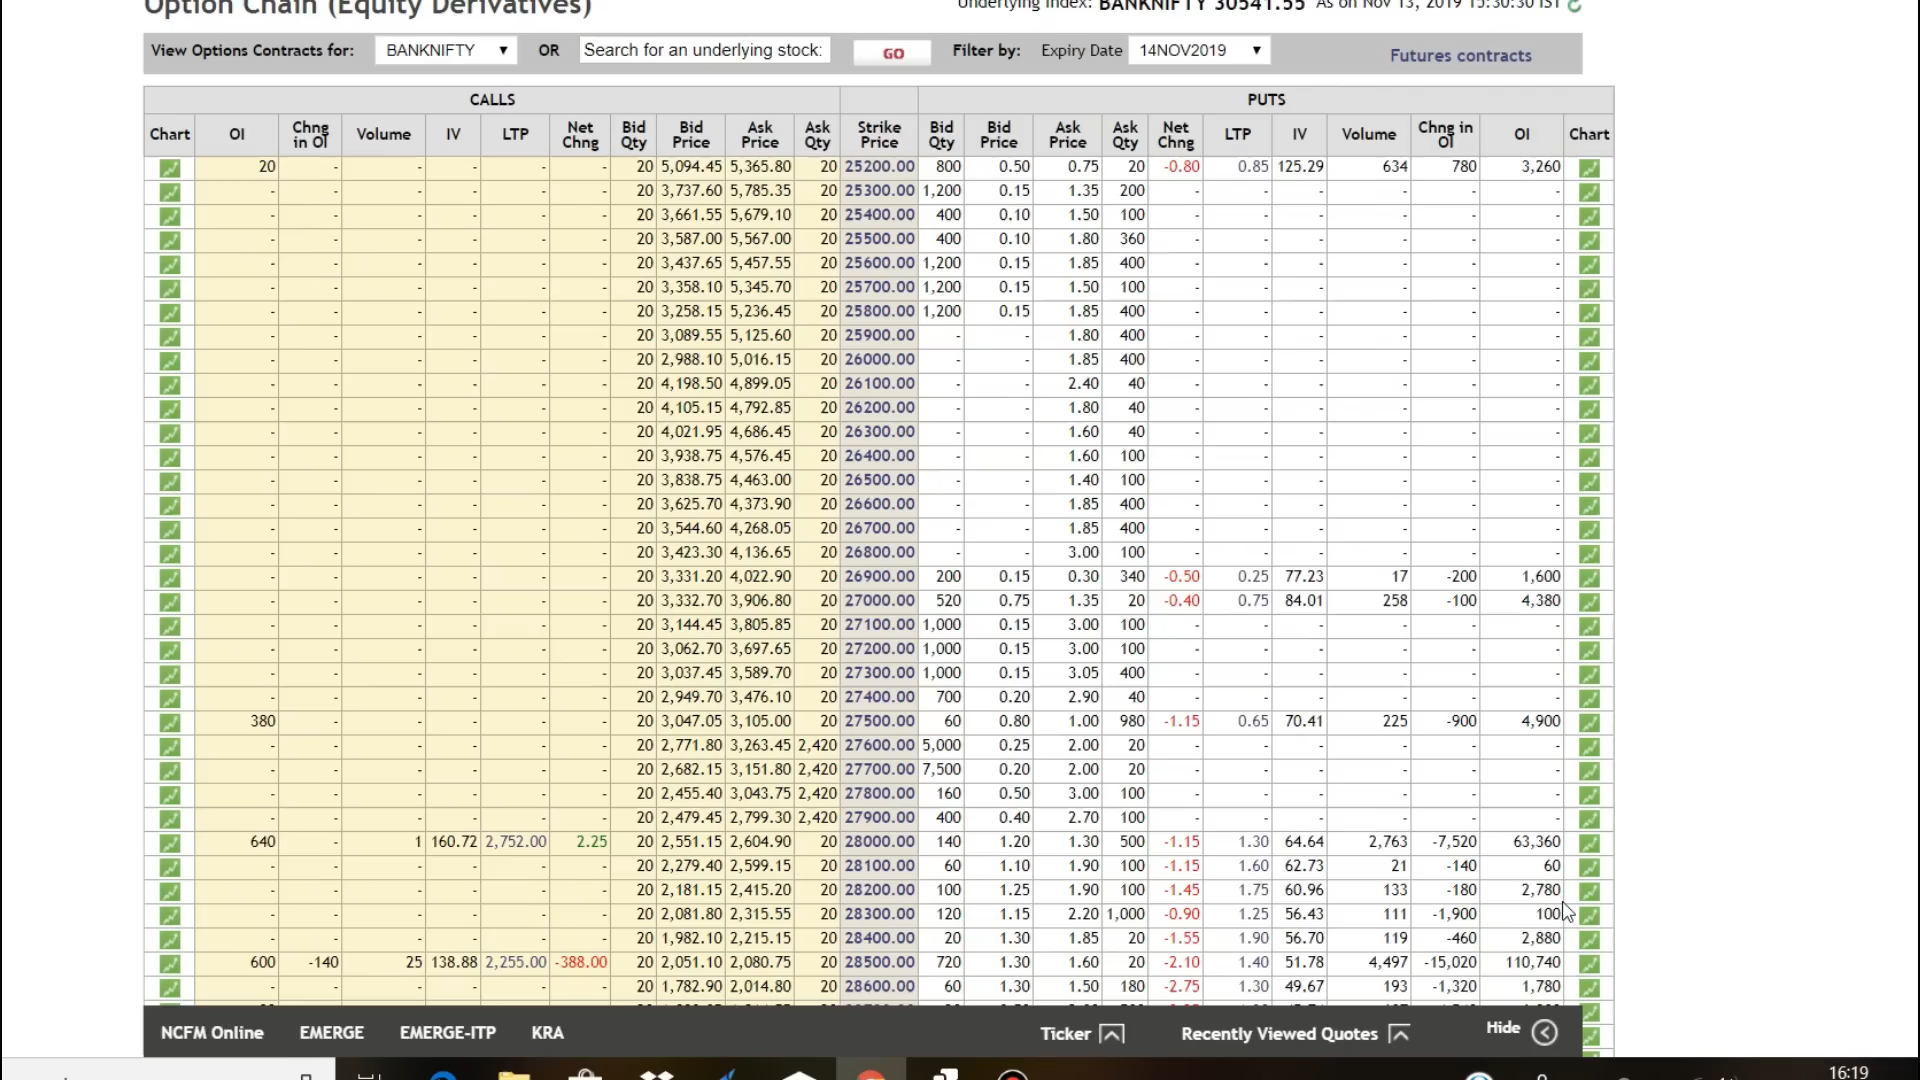 Option Chain (Equity Derivatives)
Underlying Index: BANKNIFTY 30541.55 As on Nov 13, 2019 15:30:30 IST
View Options Contracts for: BANKNIFTY OR Search for an underlying stock: GO Filter by: Expiry Date 14NOV2019 Futures contracts
CALLS PUTS
Chart OI Chng in OI Volume IV LTP Net Chng Bid Qty Bid Price Ask Price Ask Qty Strike Price Bid Qty Bid Price Ask Price Ask Qty Net Chng LTP IV Volume Chng in OI OI Chart
20 - - - - - 20 5,094.45 5,365.80 20 25200.00 800 0.50 0.75 20 -0.80 0.85 125.29 634 780 3,260
- - - - - - 20 3,737.60 5,785.35 20 25300.00 1,200 0.15 1.35 200 - - - - - -
- - - - - - 20 3,661.55 5,679.10 20 25400.00 400 0.10 1.50 100 - - - - - -
- - - - - - 20 3,587.00 5,567.00 20 25500.00 400 0.10 1.80 360 - - - - - -
- - - - - - 20 3,437.65 5,457.55 20 25600.00 1,200 0.15 1.85 400 - - - - - -
- - - - - - 20 3,358.10 5,345.70 20 25700.00 1,200 0.15 1.50 100 - - - - - -
- - - - - - 20 3,258.15 5,236.45 20 25800.00 1,200 0.15 1.85 400 - - - - - -
- - - - - - 20 3,089.55 5,125.60 20 25900.00 - - 1.80 400 - - - - - -
- - - - - - 20 2,988.10 5,016.15 20 26000.00 - - 1.85 400 - - - - - -
- - - - - - 20 4,198.50 4,899.05 20 26100.00 - - 2.40 40 - - - - - -
- - - - - - 20 4,105.15 4,792.85 20 26200.00 - - 1.80 40 - - - - - -
- - - - - - 20 4,021.95 4,686.45 20 26300.00 - - 1.60 40 - - - - - -
- - - - - - 20 3,938.75 4,576.45 20 26400.00 - - 1.60 100 - - - - - -
- - - - - - 20 3,838.75 4,463.00 20 26500.00 - - 1.40 100 - - - - - -
- - - - - - 20 3,625.70 4,373.90 20 26600.00 - - 1.85 400 - - - - - -
- - - - - - 20 3,544.60 4,268.05 20 26700.00 - - 1.85 400 - - - - - -
- - - - - - 20 3,423.30 4,136.65 20 26800.00 - - 3.00 100 - - - - - -
- - - - - - 20 3,331.20 4,022.90 20 26900.00 200 0.15 0.30 340 -0.50 0.25 77.23 17 -200 1,600
- - - - - - 20 3,332.70 3,906.80 20 27000.00 520 0.75 1.35 20 -0.40 0.75 84.01 258 -100 4,380
- - - - - - 20 3,144.45 3,805.85 20 27100.00 1,000 0.15 3.00 100 - - - - - -
- - - - - - 20 3,062.70 3,697.65 20 27200.00 1,000 0.15 3.00 100 - - - - - -
- - - - - - 20 3,037.45 3,589.70 20 27300.00 1,000 0.15 3.05 400 - - - - - -
- - - - - - 20 2,949.70 3,476.10 20 27400.00 700 0.20 2.90 40 - - - - - -
380 - - - - - 20 3,047.05 3,105.00 20 27500.00 60 0.80 1.00 980 -1.15 0.65 70.41 225 -900 4,900
- - - - - - 20 2,771.80 3,263.45 2,420 27600.00 5,000 0.25 2.00 20 - - - - - -
- - - - - - 20 2,682.15 3,151.80 2,420 27700.00 7,500 0.20 2.00 20 - - - - - -
- - - - - - 20 2,455.40 3,043.75 2,420 27800.00 160 0.50 3.00 100 - - - - - -
- - - - - - 20 2,479.45 2,799.30 2,420 27900.00 400 0.40 2.70 100 - - - - - -
640 - 1 160.72 2,752.00 2.25 20 2,551.15 2,604.90 20 28000.00 140 1.20 1.30 500 -1.15 1.30 64.64 2,763 -7,520 63,360
- - - - - - 20 2,279.40 2,599.15 20 28100.00 60 1.10 1.90 100 -1.15 1.60 62.73 21 -140 60
- - - - - - 20 2,181.15 2,415.20 20 28200.00 100 1.25 1.90 100 -1.45 1.75 60.96 133 -180 2,780
- - - - - - 20 2,081.80 2,315.55 20 28300.00 120 1.15 2.20 1,000 -0.90 1.25 56.43 111 -1,900 100
- - - - - - 20 1,982.10 2,215.15 20 28400.00 20 1.30 1.85 20 -1.55 1.90 56.70 119 -460 2,880
600 -140 25 138.88 2,255.00 -388.00 20 2,051.10 2,080.75 20 28500.00 720 1.30 1.60 20 -2.10 1.40 51.78 4,497 -15,020 110,740
- - - - - - 20 1,782.90 2,014.80 20 28600.00 60 1.30 1.50 180 -2.75 1.30 49.67 193 -1,320 1,780
NCFM Online EMERGE EMERGE-ITP KRA Ticker Recently Viewed Quotes Hide
16:19